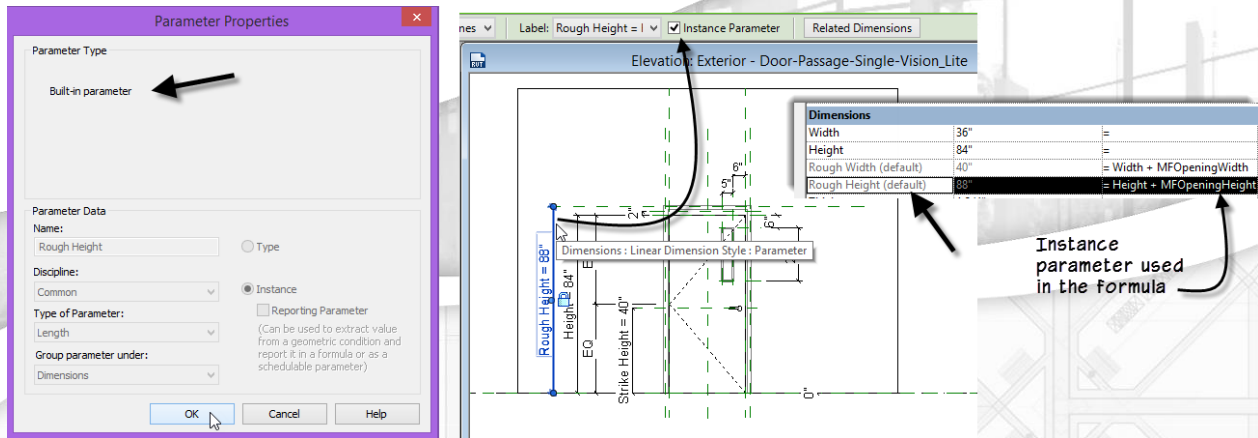 Parameter Properties
×
Parameter Type
Built-in parameter
Parameter Data
Name:
Rough Height
Type
Discipline:
Common
Instance
Type of Parameter:
Reporting Parameter
Length
(Can be used to extract value
from a geometric condition and
report it in a formula or as a
schedulable parameter)
Group parameter under:
Dimensions
OK
Cancel
Help
nes
Label:
Rough Height = l
Instance Parameter
Related Dimensions
RVT
Elevation: Exterior - Door-Passage-Single-Vision_Lite
6"
5"
2"
6"
Dimensions : Linear Dimension Style : Parameter
Rough Height = 88"
Height = 84"
E
EQ
Strike Height = 40"
0"
Dimensions
Width 36" =
Height 84" =
Rough Width (default) 40" = Width + MFOpeningWidth
Rough Height (default) 88" = Height + MFOpeningHeight
Instance
parameter used
in the formula